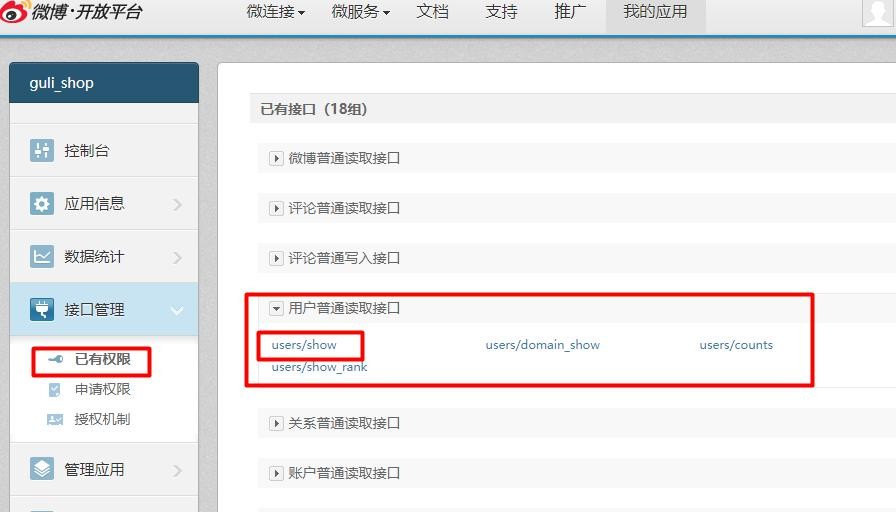 微博·开放平台
微连接 微服务 文档 支持 推广 我的应用
guli_shop
控制台
应用信息
数据统计
接口管理
已有权限
申请权限
授权机制
管理应用
已有接口（18组）
微博普通读取接口
评论普通读取接口
评论普通写入接口
用户普通读取接口
users/show users/domain_show users/counts
users/show_rank
关系普通读取接口
账户普通读取接口